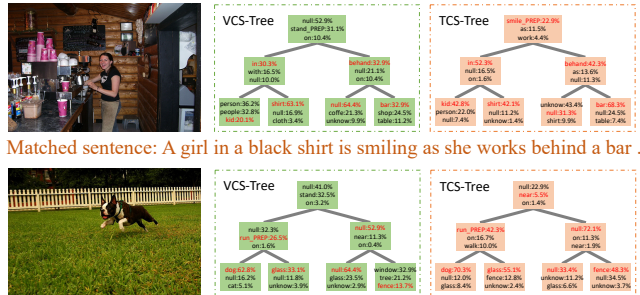 VCS-Tree
null:52.9%
stand_PREP:31.1%
on:10.4%
in:30.3%
with:16.5%
null:10.0%
behand:32.9%
null:21.1%
on:10.4%
person:36.2%
people:32.8%
kid:20.1%
shirt:63.1%
null:16.9%
cloth:3.4%
null:64.4%
coffe:21.3%
unknow:9.9%
bar:32.9%
shop:24.5%
table:11.2%
TCS-Tree
smile_PREP:22.9%
as:11.5%
work:4.4%
in:52.3%
null:16.5%
on:1.6%
behand:42.3%
as:13.6%
null:11.3%
kid:42.8%
person:22.0%
null:7.4%
shirt:42.1%
null:11.2%
unknow:1.4%
unknow:43.4%
null:31.3%
shirt:9.9%
bar:68.3%
null:24.5%
table:7.4%
Matched sentence: A girl in a black shirt is smiling as she works behind a bar .
VCS-Tree
null:41.0%
stand:32.5%
on:3.2%
null:32.3%
run_PREP:26.5%
on:1.6%
null:52.9%
near:11.3%
on:0.4%
dog:62.8%
null:16.2%
cat:5.1%
glass:33.1%
null:11.8%
unknow:3.9%
null:64.4%
glass:23.5%
unknow:2.9%
window:32.9%
tree:21.2%
fence:13.7%
TCS-Tree
null:22.9%
near:5.5%
on:1.4%
run_PREP:42.3%
on:16.7%
walk:10.0%
null:72.1%
on:11.3%
near:1.9%
dog:70.3%
null:12.0%
glass:8.4%
glass:55.1%
fence:12.8%
unknow:2.4%
null:33.4%
unknow:11.2%
glass:6.6%
fence:48.3%
null:34.5%
unknow:3.7%